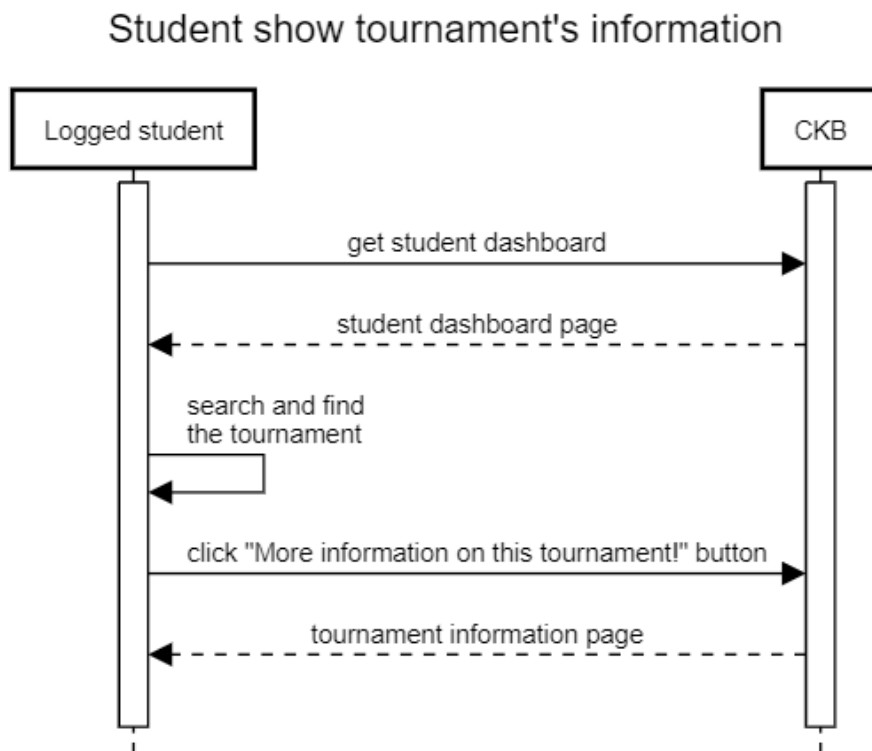 Student show tournament's information
Logged student
CKB
get student dashboard
student dashboard page
search and find
the tournament
click "More information on this tournament!" button
tournament information page